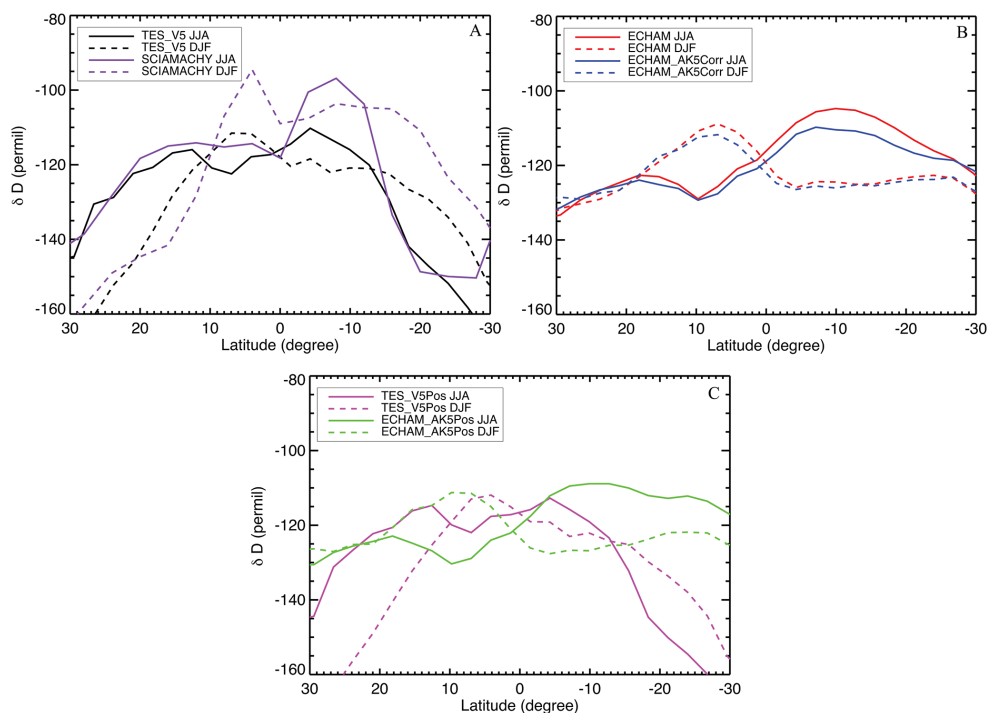 A
TES_V5 JJA
TES_V5 DJF
SCIAMACHY JJA
SCIAMACHY DJF
-80
-100
-120
-140
-160
δ D (permil)
30 20 10 0 -10 -20 -30
Latitude (degree)
B
ECHAM JJA
ECHAM DJF
ECHAM_AK5Corr JJA
ECHAM_AK5Corr DJF
-80
-100
-120
-140
-160
δ D (permil)
30 20 10 0 -10 -20 -30
Latitude (degree)
C
TES_V5Pos JJA
TES_V5Pos DJF
ECHAM_AK5Pos JJA
ECHAM_AK5Pos DJF
-80
-100
-120
-140
-160
δ D (permil)
30 20 10 0 -10 -20 -30
Latitude (degree)